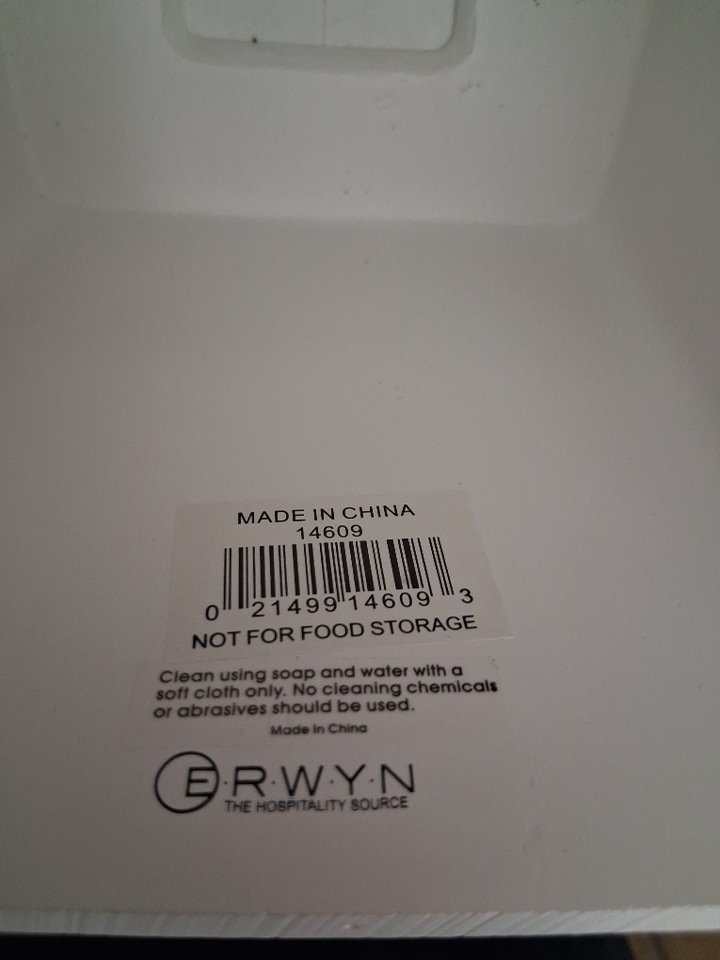 MADE IN CHINA
14609
0 21499 14609 3
NOT FOR FOOD STORAGE
Clean using soap and water with a
soft cloth only. No cleaning chemicals
or abrasives should be used.
Made in China
E·R·W·Y·N
THE HOSPITALITY SOURCE